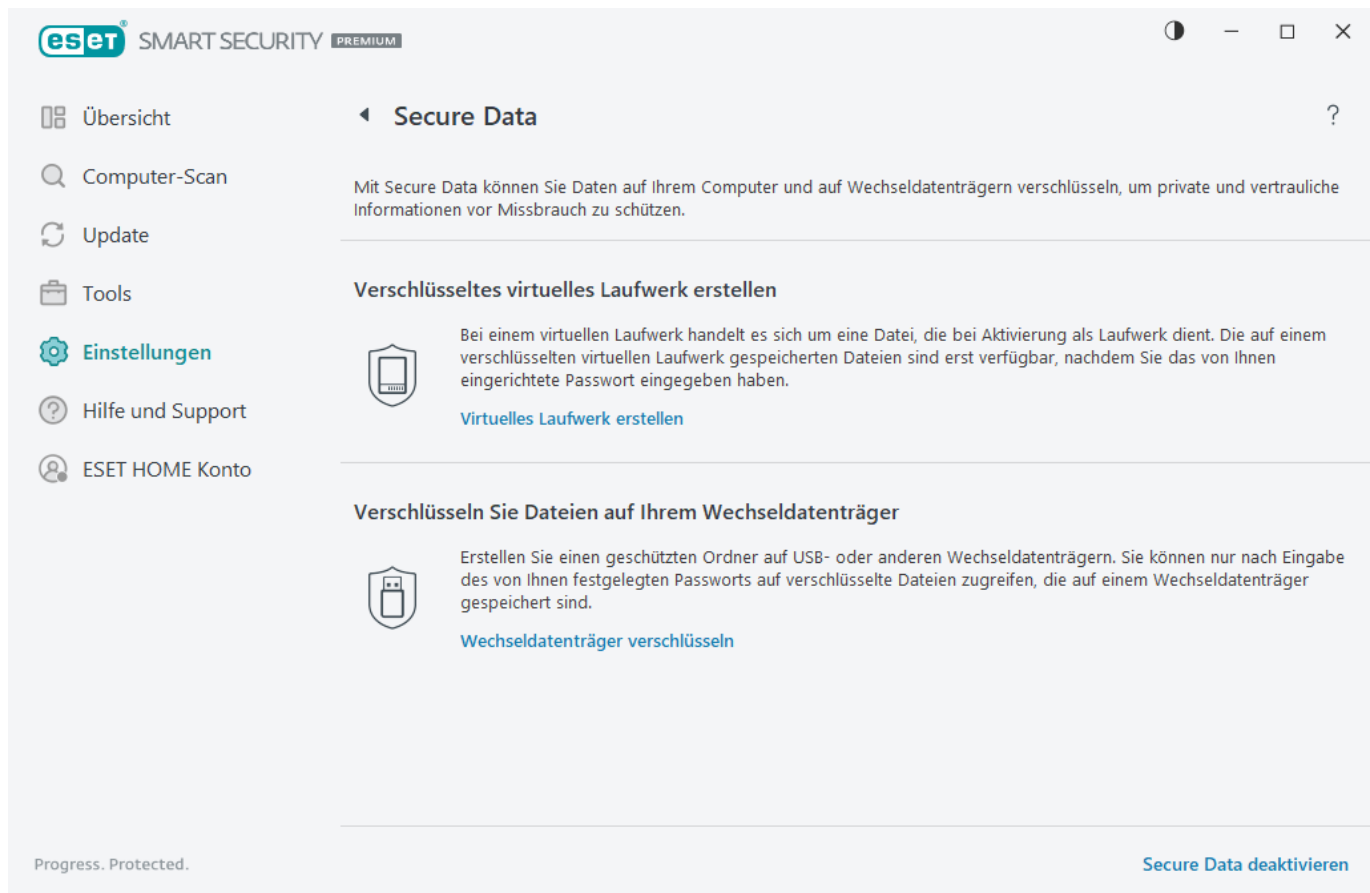 eset® SMART SECURITY PREMIUM
Übersicht
Computer-Scan
Update
Tools
Einstellungen
Hilfe und Support
ESET HOME Konto
Secure Data
?
Mit Secure Data können Sie Daten auf Ihrem Computer und auf Wechseldatenträgern verschlüsseln, um private und vertrauliche
Informationen vor Missbrauch zu schützen.
Verschlüsseltes virtuelles Laufwerk erstellen
Bei einem virtuellen Laufwerk handelt es sich um eine Datei, die bei Aktivierung als Laufwerk dient. Die auf einem
verschlüsselten virtuellen Laufwerk gespeicherten Dateien sind erst verfügbar, nachdem Sie das von Ihnen
eingerichtete Passwort eingegeben haben.
Virtuelles Laufwerk erstellen
Verschlüsseln Sie Dateien auf Ihrem Wechseldatenträger
Erstellen Sie einen geschützten Ordner auf USB- oder anderen Wechseldatenträgern. Sie können nur nach Eingabe
des von Ihnen festgelegten Passworts auf verschlüsselte Dateien zugreifen, die auf einem Wechseldatenträger
gespeichert sind.
Wechseldatenträger verschlüsseln
Progress. Protected.
Secure Data deaktivieren